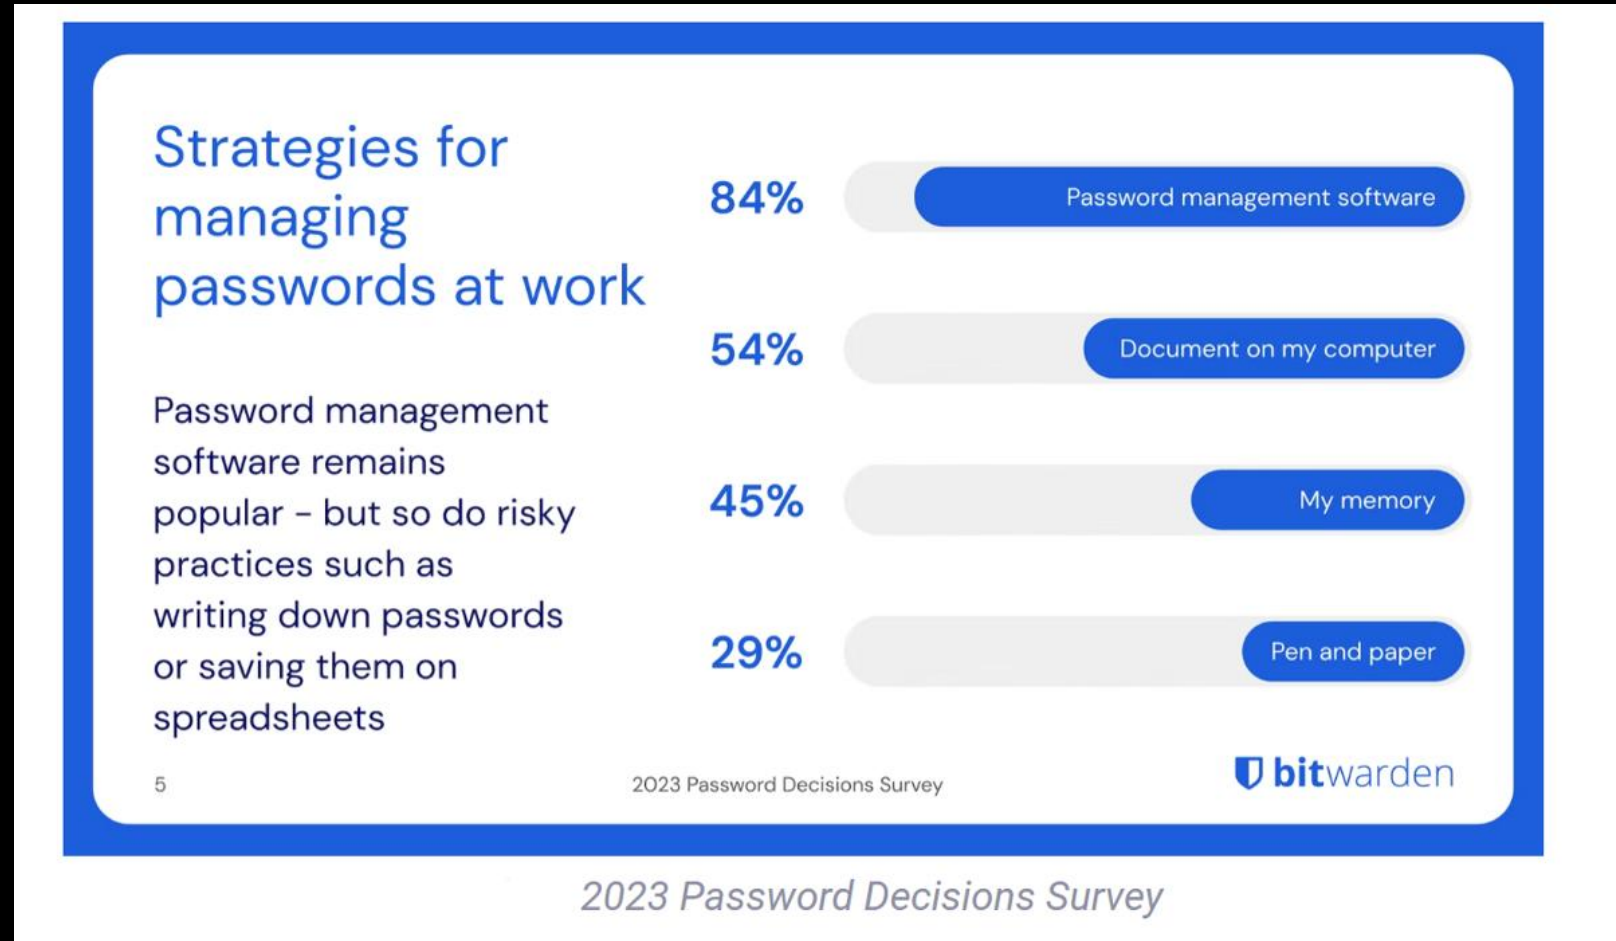 Strategies for
managing
passwords at work
Password management
software remains
popular – but so do risky
practices such as
writing down passwords
or saving them on
spreadsheets
84%
Password management software
54%
Document on my computer
45%
My memory
29%
Pen and paper
5
2023 Password Decisions Survey
bitwarden
2023 Password Decisions Survey